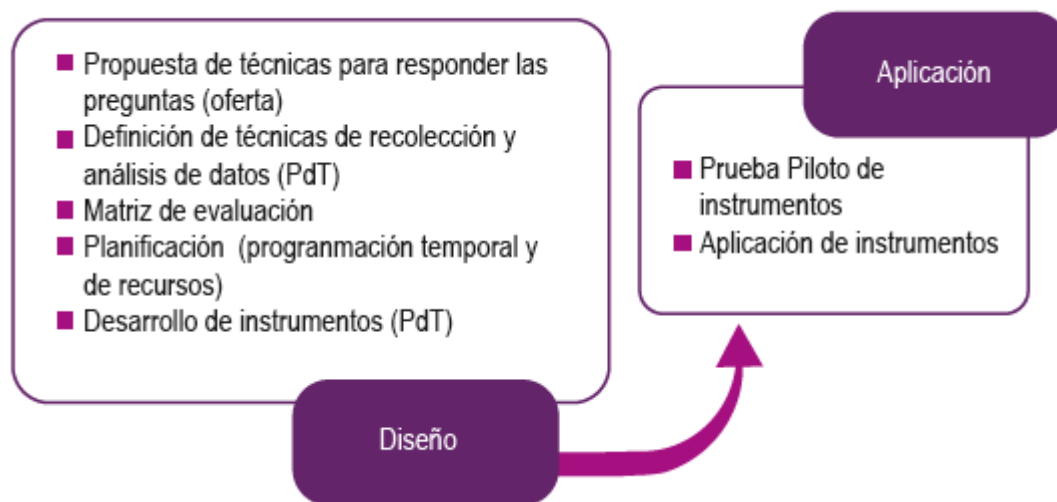 Propuesta de técnicas para responder las
preguntas (oferta)
Definición de técnicas de recolección y
análisis de datos (PdT)
Matriz de evaluación
Planificación (progranmación temporal y
de recursos)
Desarrollo de instrumentos (PdT)
Diseño
Aplicación
Prueba Piloto de
instrumentos
Aplicación de instrumentos